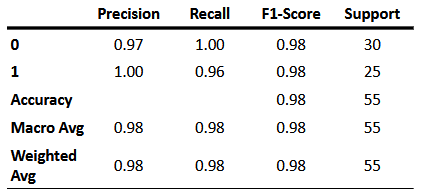 Precision Recall F1-Score Support
0 0.97 1.00 0.98 30
1 1.00 0.96 0.98 25
Accuracy 0.98 55
Macro Avg 0.98 0.98 0.98 55
Weighted
Avg 0.98 0.98 0.98 55